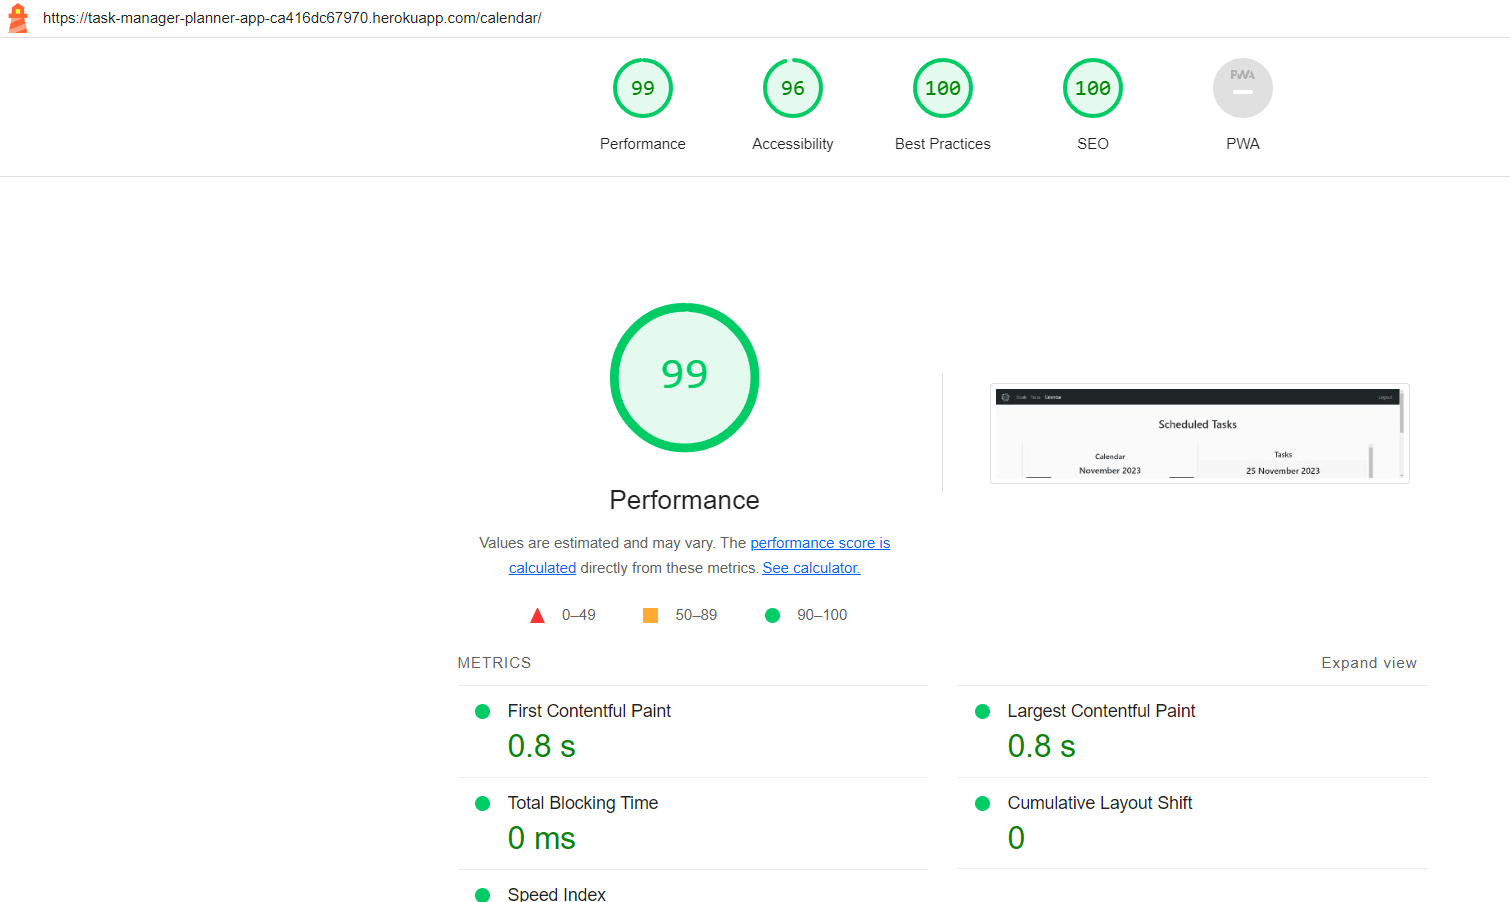 https://task-manager-planner-app-ca416dc67970.herokuapp.com/calendar/
99
96
100
100
PWA
Performance
Accessibility
Best Practices
SEO
PWA
99
Performance
Values are estimated and may vary. The performance score is
calculated directly from these metrics. See calculator.
0–49
50–89
90–100
Calendar
Logout
Scheduled Tasks
Calendar
November 2023
Tasks
25 November 2023
METRICS
Expand view
First Contentful Paint
0.8 s
Largest Contentful Paint
0.8 s
Total Blocking Time
0 ms
Cumulative Layout Shift
0
Speed Index